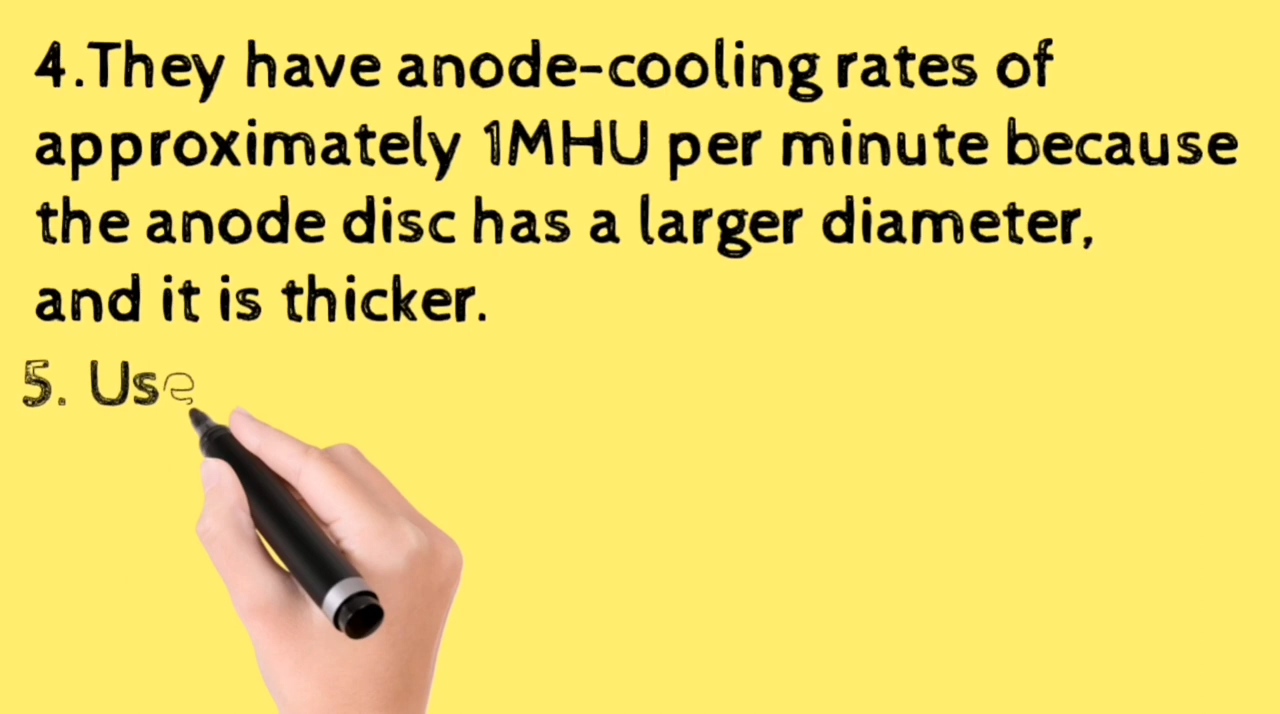 4.They have anode-cooling rates of
approximately 1MHU per minute because
the anode disc has a larger diameter,
and it is thicker.
5. Use